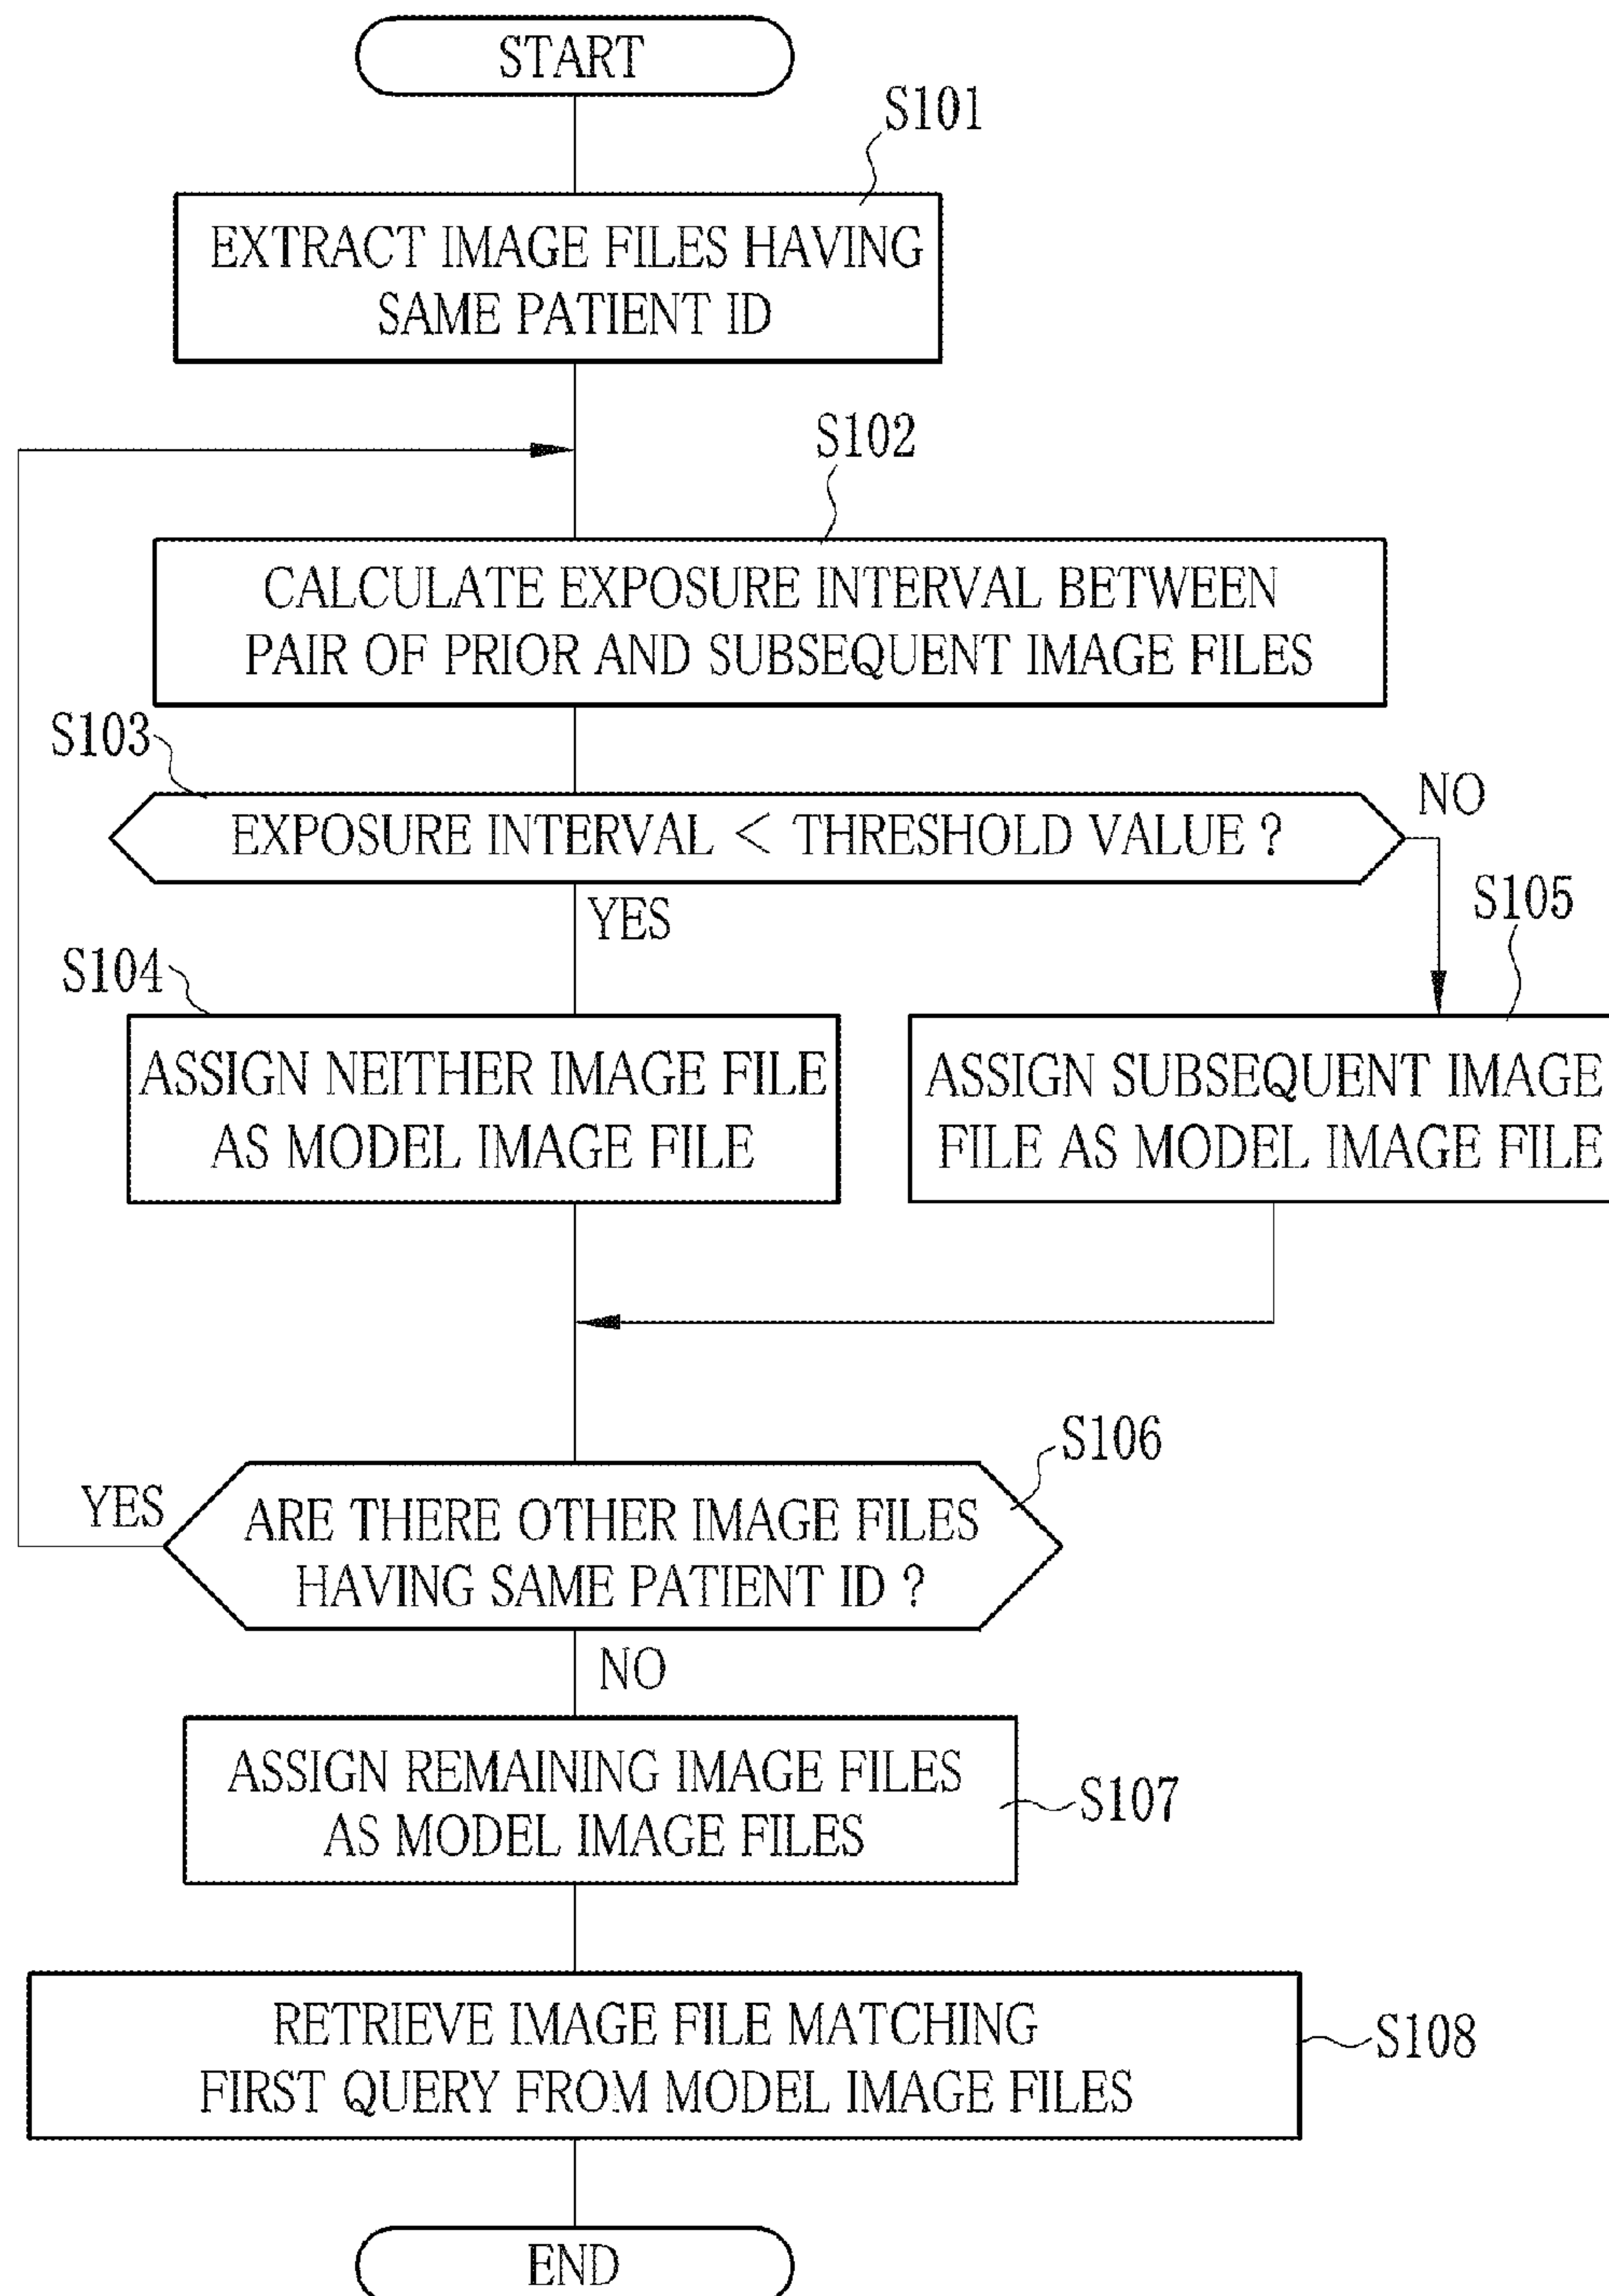 START
S101
EXTRACT IMAGE FILES HAVING
SAME PATIENT ID
S102
CALCULATE EXPOSURE INTERVAL BETWEEN
PAIR OF PRIOR AND SUBSEQUENT IMAGE FILES
S103
EXPOSURE INTERVAL < THRESHOLD VALUE ?
NO
YES
S104
ASSIGN NEITHER IMAGE FILE
AS MODEL IMAGE FILE
S105
ASSIGN SUBSEQUENT IMAGE
FILE AS MODEL IMAGE FILE
S106
YES
ARE THERE OTHER IMAGE FILES
HAVING SAME PATIENT ID ?
NO
ASSIGN REMAINING IMAGE FILES
AS MODEL IMAGE FILES
S107
RETRIEVE IMAGE FILE MATCHING
FIRST QUERY FROM MODEL IMAGE FILES
S108
END